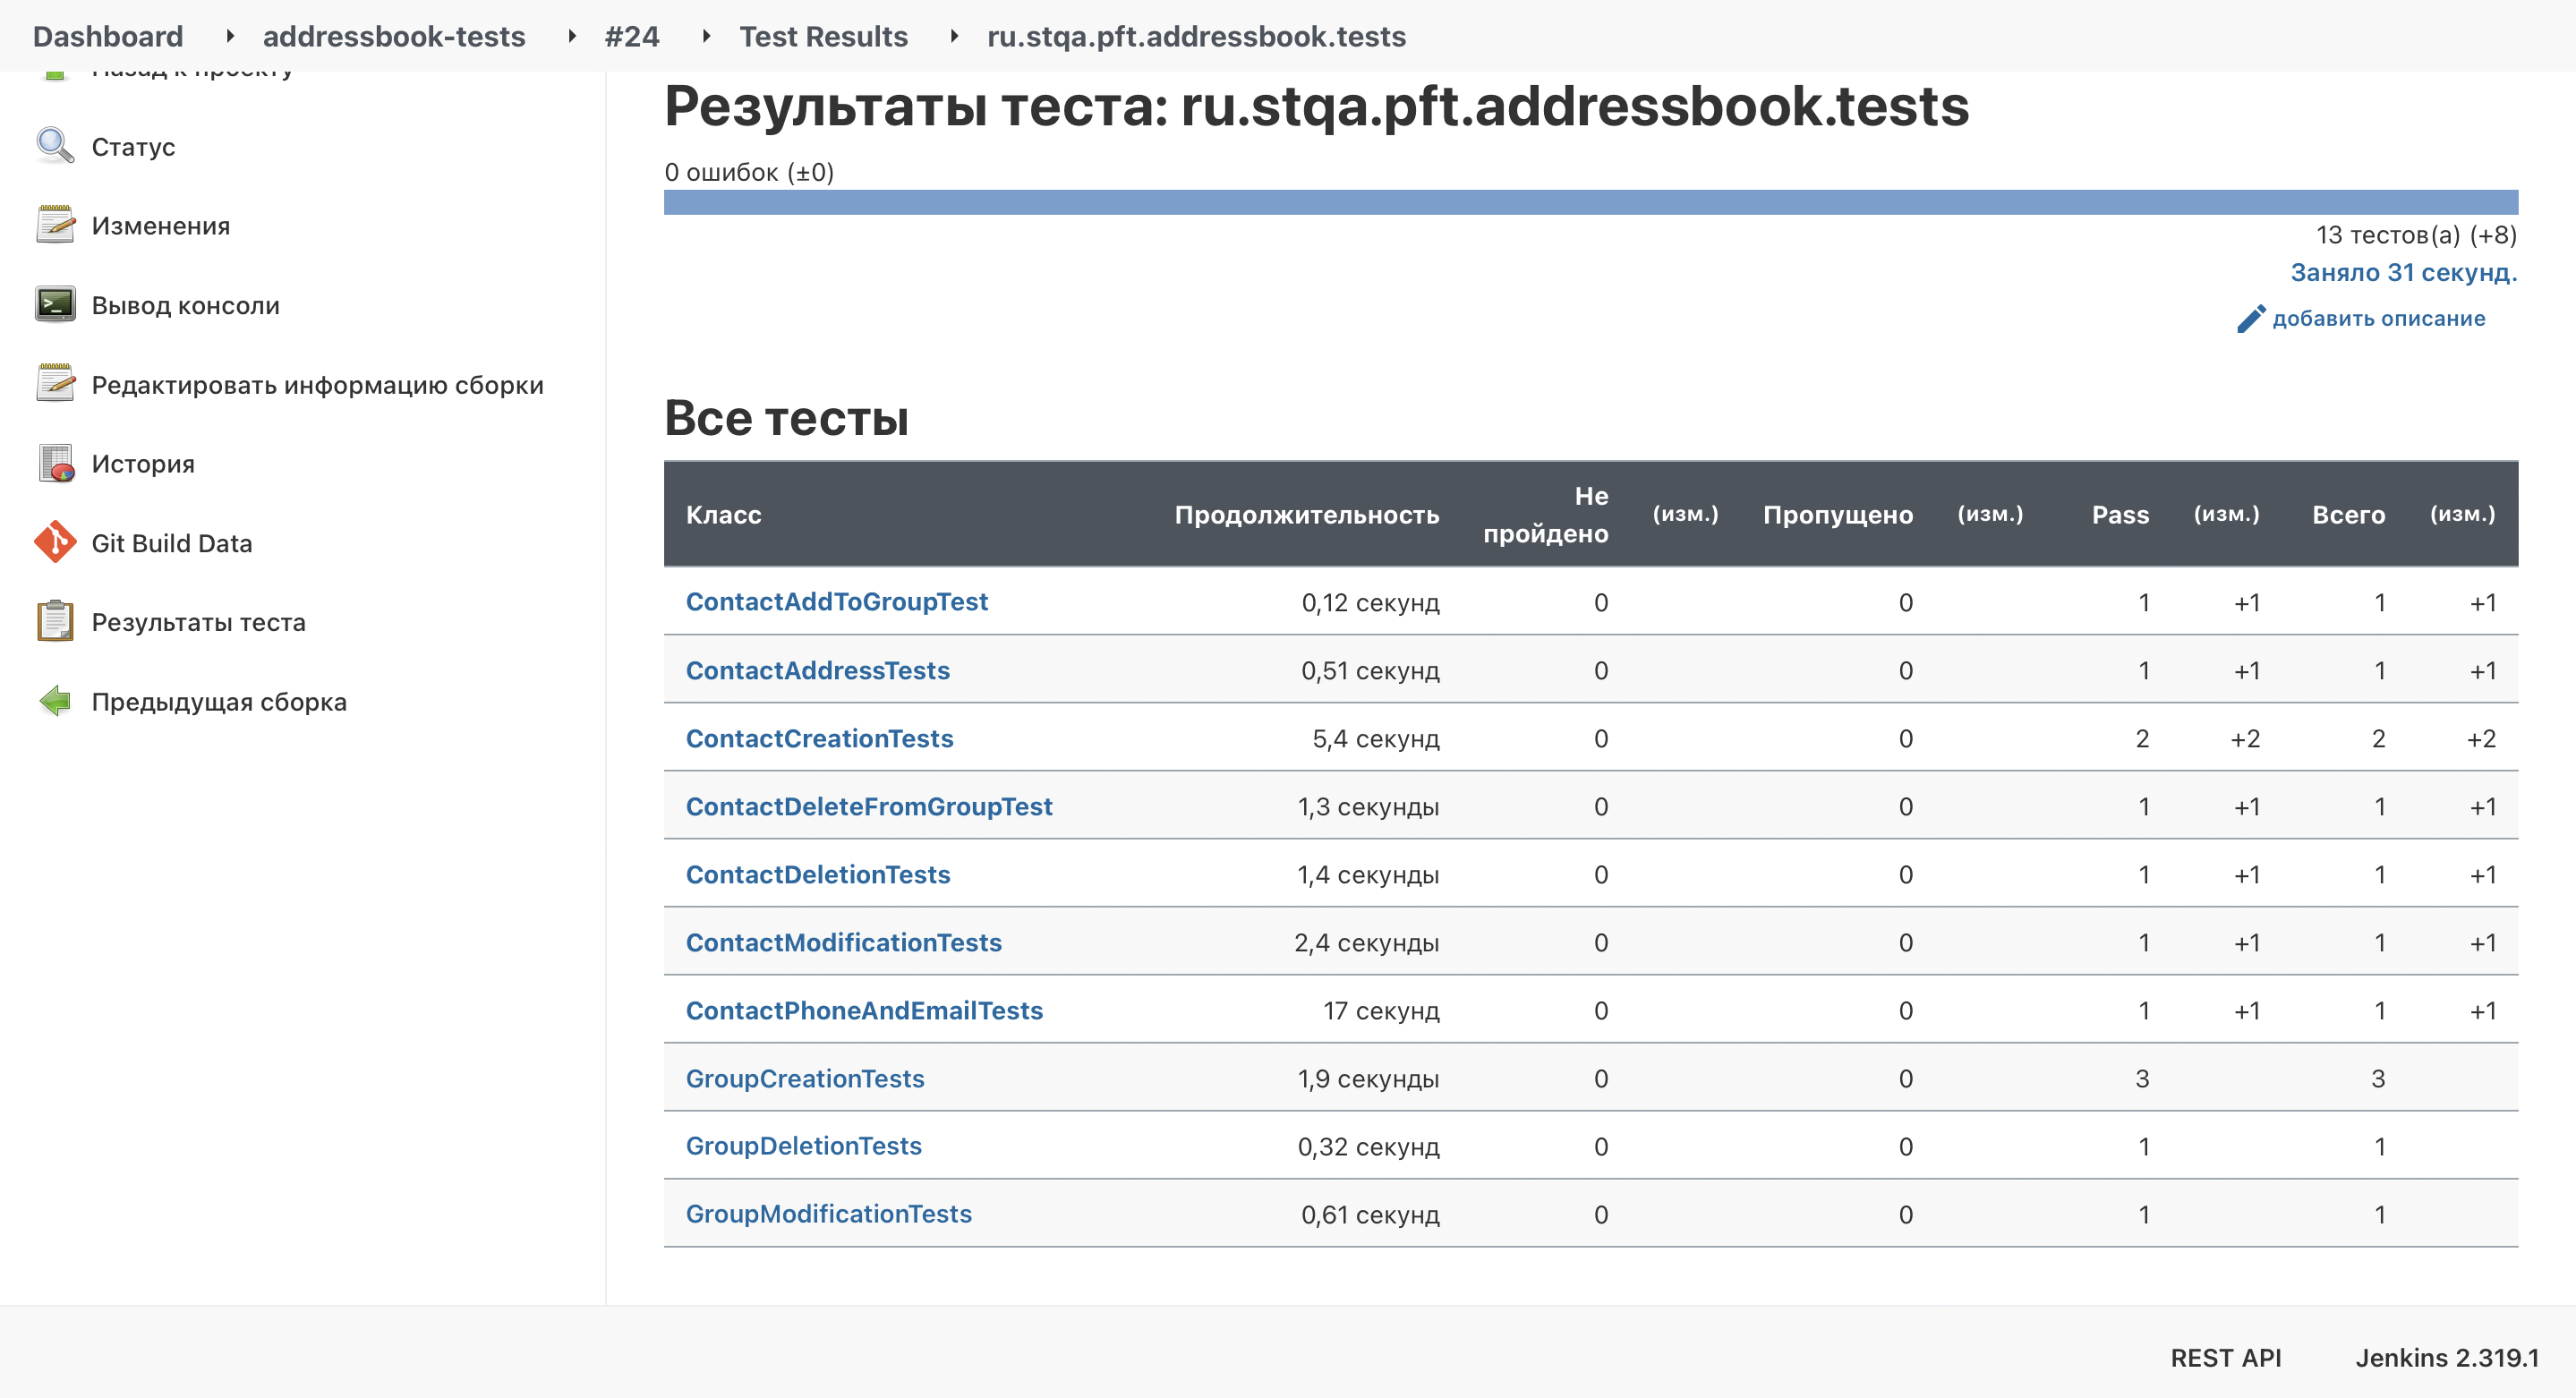 Dashboard addressbook-tests #24 Test Results ru.stqa.pft.addressbook.tests
Назад к проекту
Статус
Изменения
Вывод консоли
Редактировать информацию сборки
История
Git Build Data
Результаты теста
Предыдущая сборка
Результаты теста: ru.stqa.pft.addressbook.tests
0 ошибок (±0)
13 тестов(а) (+8)
Заняло 31 секунд.
добавить описание
Все тесты
Класс Продолжительность Не пройдено (изм.) Пропущено (изм.) Pass (изм.) Всего (изм.)
ContactAddToGroupTest 0,12 секунд 0 0 1 +1 1 +1
ContactAddressTests 0,51 секунд 0 0 1 +1 1 +1
ContactCreationTests 5,4 секунд 0 0 2 +2 2 +2
ContactDeleteFromGroupTest 1,3 секунды 0 0 1 +1 1 +1
ContactDeletionTests 1,4 секунды 0 0 1 +1 1 +1
ContactModificationTests 2,4 секунды 0 0 1 +1 1 +1
ContactPhoneAndEmailTests 17 секунд 0 0 1 +1 1 +1
GroupCreationTests 1,9 секунды 0 0 3 3
GroupDeletionTests 0,32 секунд 0 0 1 1
GroupModificationTests 0,61 секунд 0 0 1 1
REST API Jenkins 2.319.1